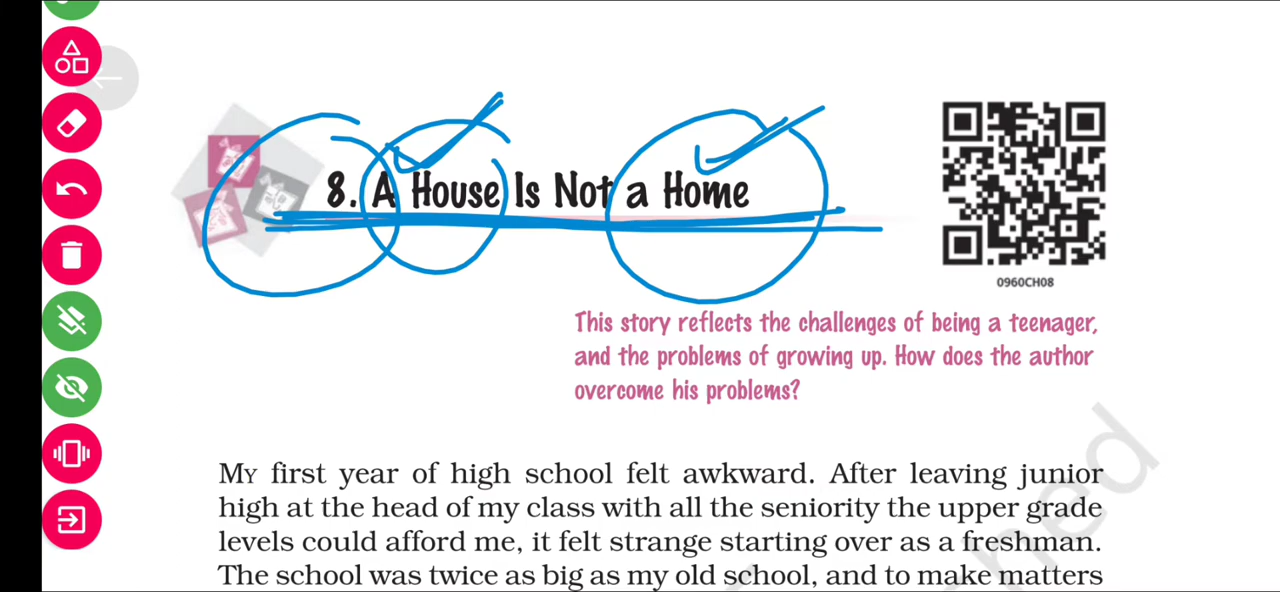 8. A House Is Not a Home
0960CH08
This story reflects the challenges of being a teenager,
and the problems of growing up. How does the author
overcome his problems?
My first year of high school felt awkward. After leaving junior
high at the head of my class with all the seniority the upper grade
levels could afford me, it felt strange starting over as a freshman.
The school was twice as big as my old school, and to make matters